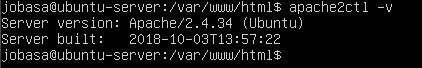 jobasa@ubuntu-server:/var/www/html$ apache2ctl -v
Server version: Apache/2.4.34 (Ubuntu)
Server built:   2018-10-03T13:57:22
jobasa@ubuntu-server:/var/www/html$